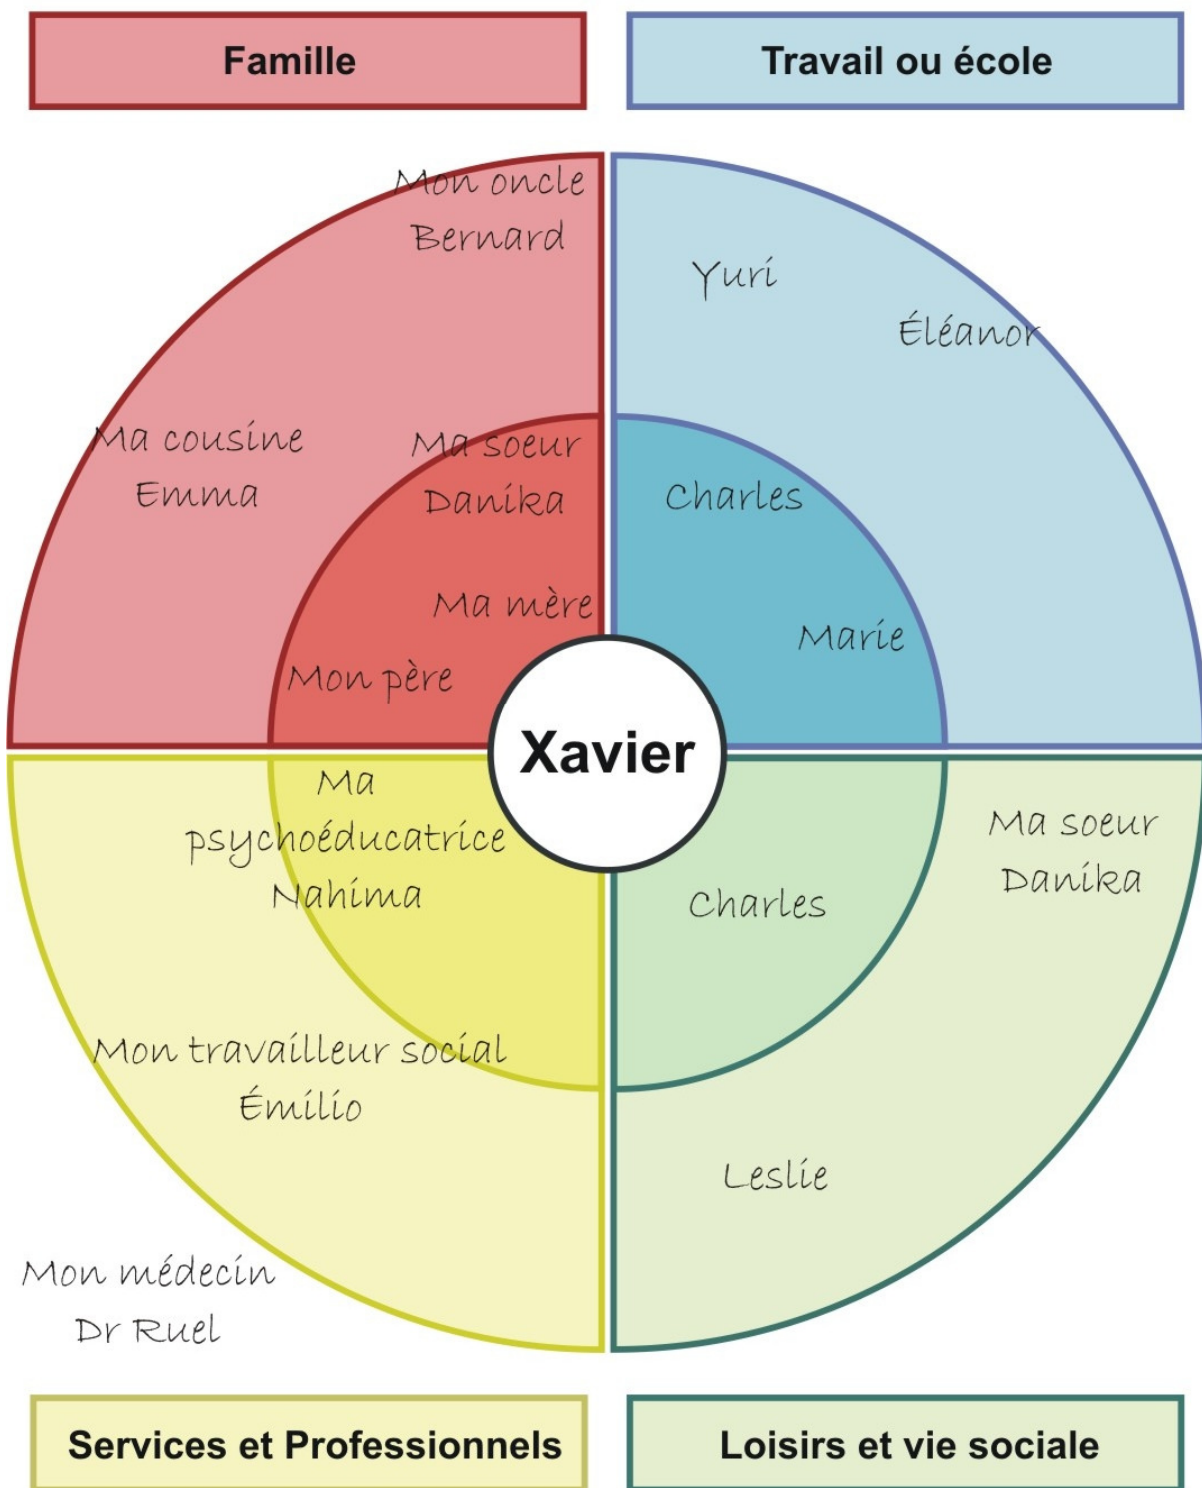 Famille
Travail ou école
Mon oncle
Bernard
Yuri
Éléanor
Ma cousine
Emma
Ma soeur
Danika
Charles
Ma mère
Marie
Mon père
Xavier
Ma
psychoéducatrice
Nahima
Ma soeur
Danika
Charles
Mon travailleur social
Émilio
Leslie
Mon médecin
Dr Ruel
Services et Professionnels
Loisirs et vie sociale